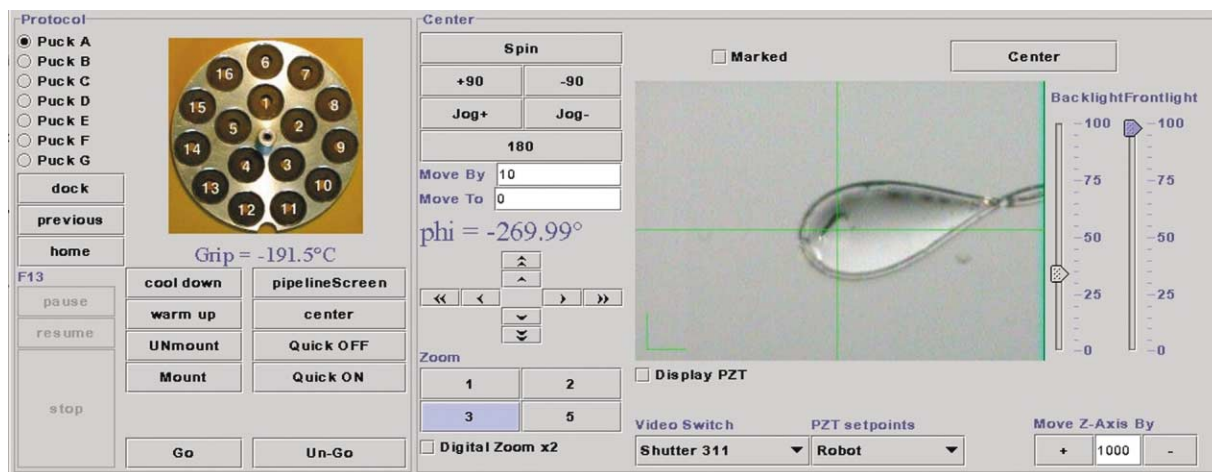 Protocol
Puck A
Puck B
Puck C
Puck D
Puck E
Puck F
Puck G
dock
previous
home
16
6
7
15
1
8
5
2
14
9
4
3
13
10
12
11
Grip = -191.5°C
F13
pause
resume
stop
cool down
pipelineScreen
warm up
center
UNmount
Quick OFF
Mount
Quick ON
Go
Un-Go
Center
Spin
+90
-90
Jog+
Jog-
180
Move By 10
Move To 0
phi = -269.99°
Zoom
1
2
3
5
Digital Zoom x2
Marked
Center
Backlight Frontlight
100
100
75
75
50
50
25
25
0
0
Display PZT
Video Switch
PZT setpoints
Move Z-Axis By
Shutter 311
Robot
+ 1000 -